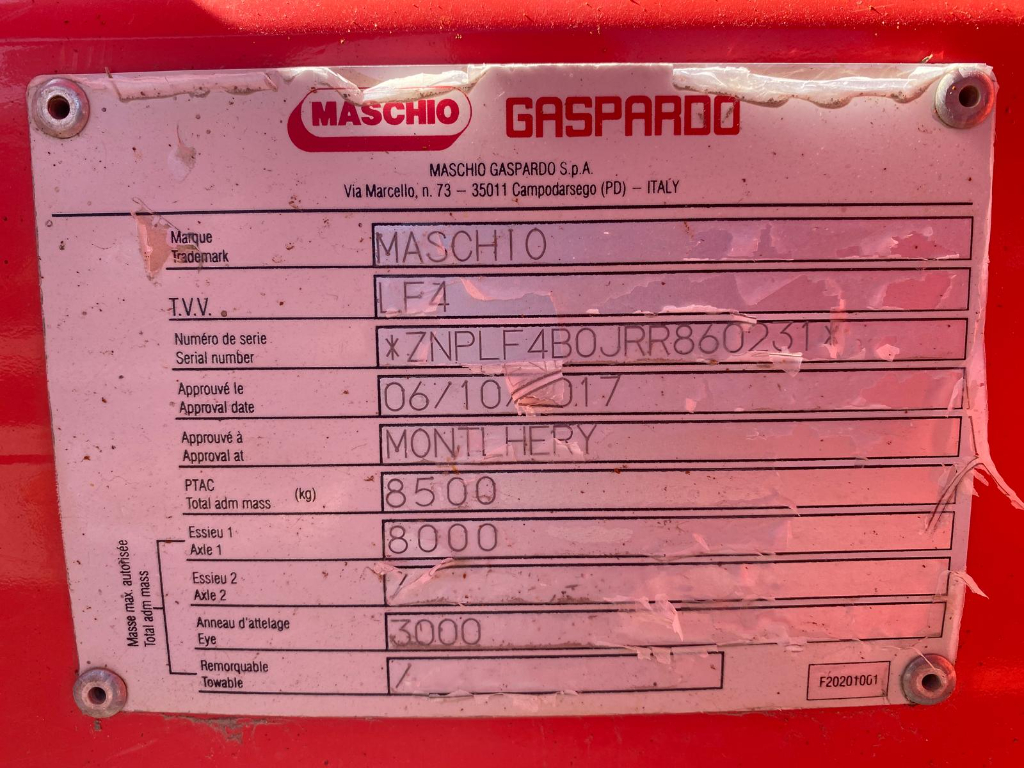 MASCHIO GASPARDO
MASCHIO GASPARDO S.p.A.
Via Marcello, n. 73 – 35011 Campodarsego (PD) – ITALY
Marque
Trademark
MASCHIO
T.V.V.
LF4
Numéro de serie
Serial number
*ZNPLF4B0JRR860231*
Approuvé le
Approval date
06/10/2017
Approuvé à
Approval at
MONTLHERY
PTAC
Total adm mass (kg)
8500
Masse max. autorisée
Total adm mass
Essieu 1
Axle 1
8000
Essieu 2
Axle 2
/
Anneau d'attelage
Eye
3000
Remorquable
Towable
/
F20201001